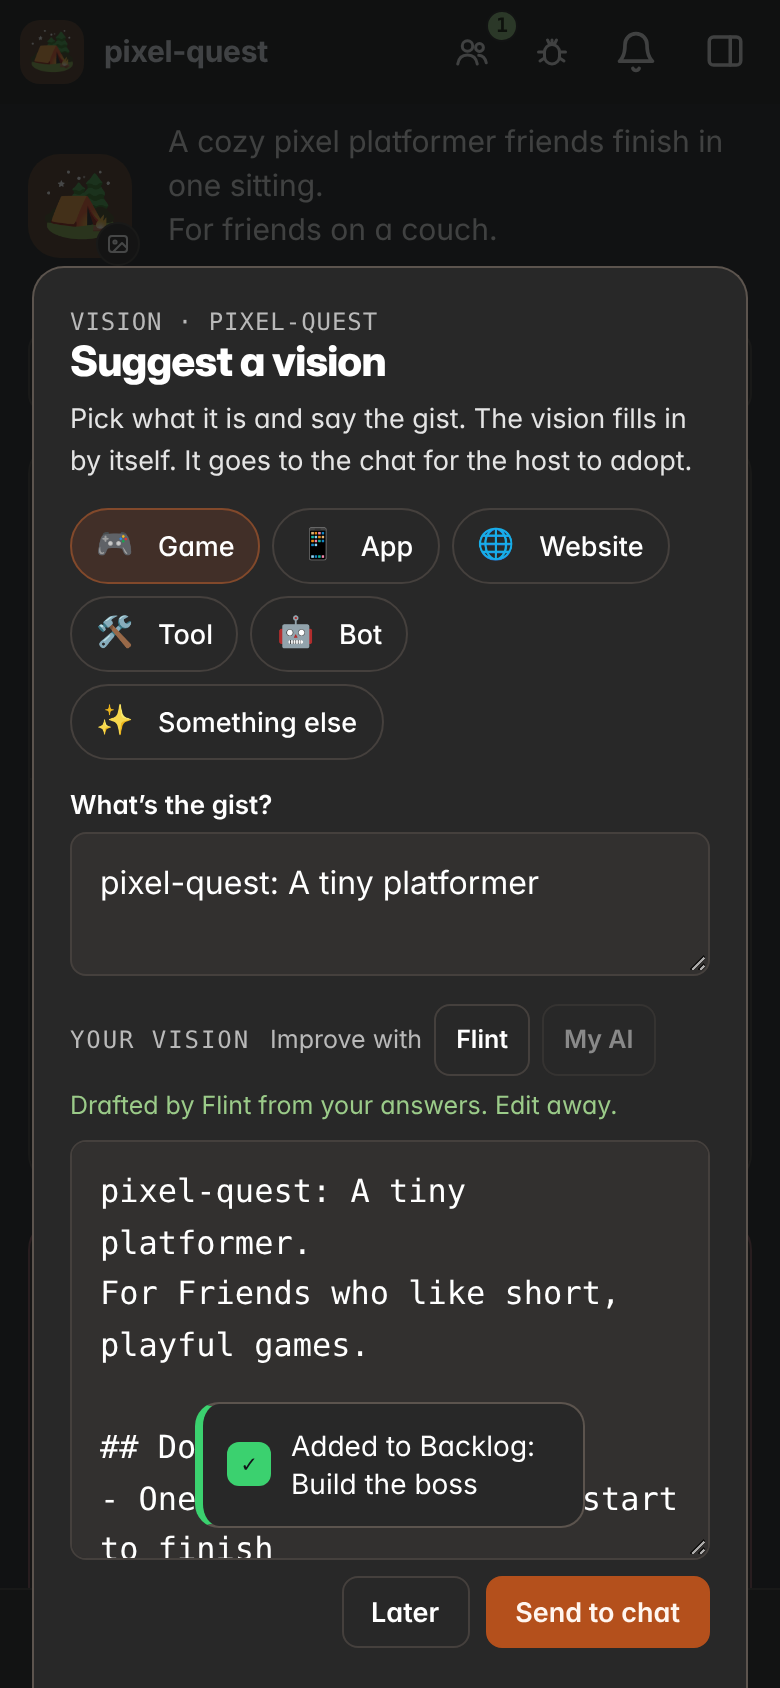 pixel-quest
1
A cozy pixel platformer friends finish in
one sitting.
For friends on a couch.
VISION · PIXEL-QUEST
Suggest a vision
Pick what it is and say the gist. The vision fills in
by itself. It goes to the chat for the host to adopt.
Game
App
Website
Tool
Bot
Something else
What's the gist?
pixel-quest: A tiny platformer
YOUR VISION Improve with Flint My AI
Drafted by Flint from your answers. Edit away.
pixel-quest: A tiny
platformer.
For Friends who like short,
playful games.
## Do
- One start
to finish
Added to Backlog:
Build the boss
Later
Send to chat